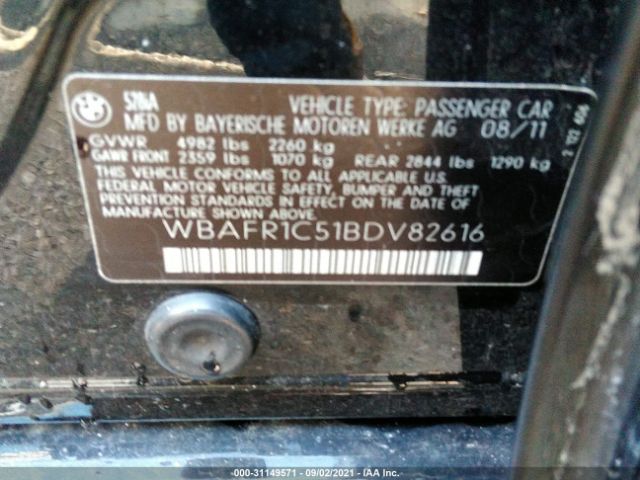 528iA VEHICLE TYPE: PASSENGER CAR
MFD BY BAYERISCHE MOTOREN WERKE AG 08/11
GVWR 4982 lbs 2260 kg
GAWR FRONT 2359 lbs 1070 kg REAR 2844 lbs 1290 kg
THIS VEHICLE CONFORMS TO ALL APPLICABLE U.S.
FEDERAL MOTOR VEHICLE SAFETY, BUMPER, AND THEFT
PREVENTION STANDARDS IN EFFECT ON THE DATE
OF MANUFACTURE SHOWN ABOVE.
WBAFR1C51BDV82616
000-31149571 - 09/02/2021 - IAA Inc.